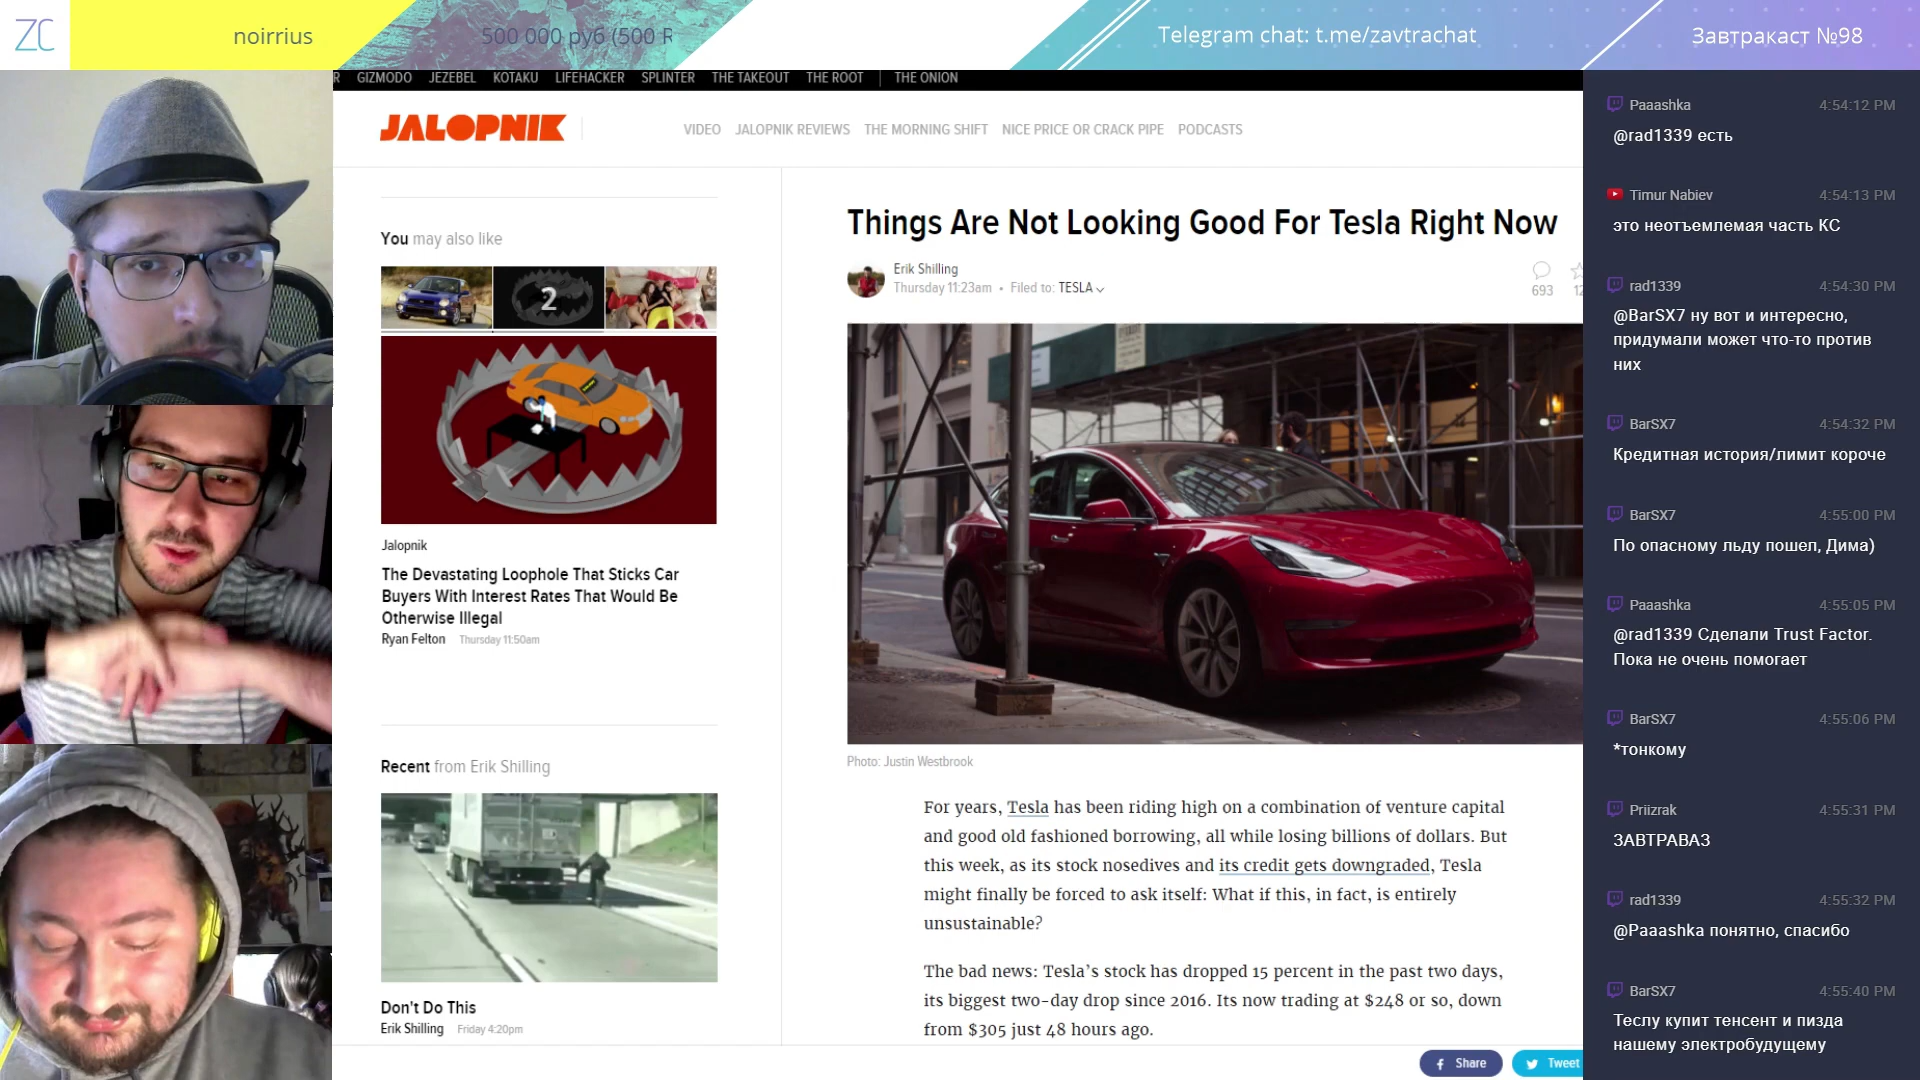 ZC
noirrius
500 000 руб (500 R
Telegram chat: t.me/zavtrachat
Завтракаст №98
R GIZMODO JEZEBEL KOTAKU LIFEHACKER SPLINTER THE TAKEOUT THE ROOT THE ONION
JALOPNIK
VIDEO JALOPNIK REVIEWS THE MORNING SHIFT NICE PRICE OR CRACK PIPE PODCASTS
You may also like
2
Jalopnik
The Devastating Loophole That Sticks Car
Buyers With Interest Rates That Would Be
Otherwise Illegal
Ryan Felton Thursday 11:50am
Recent from Erik Shilling
Don't Do This
Erik Shilling Friday 4:20pm
Things Are Not Looking Good For Tesla Right Now
Erik Shilling
Thursday 11:23am • Filed to: TESLA
693 12
Photo: Justin Westbrook
For years, Tesla has been riding high on a combination of venture capital
and good old fashioned borrowing, all while losing billions of dollars. But
this week, as its stock nosedives and its credit gets downgraded, Tesla
might finally be forced to ask itself: What if this, in fact, is entirely
unsustainable?
The bad news: Tesla's stock has dropped 15 percent in the past two days,
its biggest two-day drop since 2016. Its now trading at $248 or so, down
from $305 just 48 hours ago.
Share
Tweet
Paaashka 4:54:12 PM
@rad1339 есть
Timur Nabiev 4:54:13 PM
это неотъемлемая часть КС
rad1339 4:54:30 PM
@BarSX7 ну вот и интересно,
придумали может что-то против
них
BarSX7 4:54:32 PM
Кредитная история/лимит короче
BarSX7 4:55:00 PM
По опасному льду пошел, Дима)
Paaashka 4:55:05 PM
@rad1339 Сделали Trust Factor.
Пока не очень помогает
BarSX7 4:55:06 PM
*тонкому
Priizrak 4:55:31 PM
ЗАВТРАВАЗ
rad1339 4:55:32 PM
@Paaashka понятно, спасибо
BarSX7 4:55:40 PM
Теслу купит тенсент и пизда
нашему электробудущему